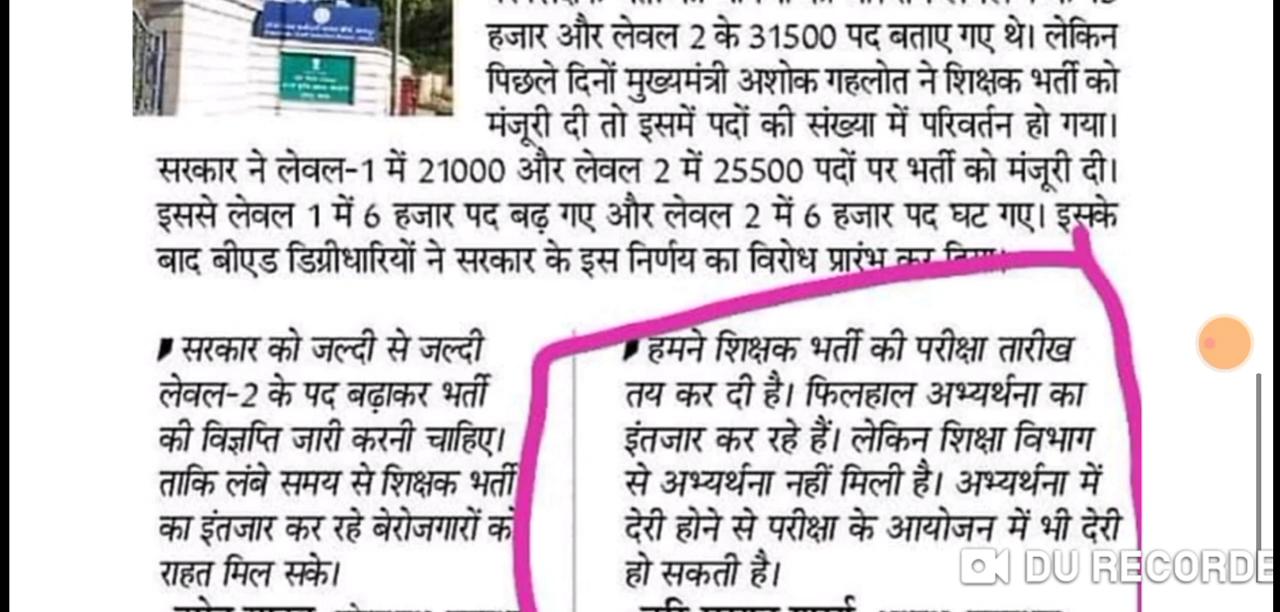 हजार और लेवल 2 के 31500 पद बताए गए थे। लेकिन
पिछले दिनों मुख्यमंत्री अशोक गहलोत ने शिक्षक भर्ती को
मंजूरी दी तो इसमें पदों की संख्या में परिवर्तन हो गया।
सरकार ने लेवल-1 में 21000 और लेवल 2 में 25500 पदों पर भर्ती को मंजूरी दी।
इससे लेवल 1 में 6 हजार पद बढ़ गए और लेवल 2 में 6 हजार पद घट गए। इसके
बाद बीएड डिग्रीधारियों ने सरकार के इस निर्णय का विरोध प्रारंभ कर दिया।
सरकार को जल्दी से जल्दी
लेवल-2 के पद बढ़ाकर भर्ती
की विज्ञप्ति जारी करनी चाहिए।
ताकि लंबे समय से शिक्षक भर्ती
का इंतजार कर रहे बेरोजगारों को
राहत मिल सके।
हमने शिक्षक भर्ती की परीक्षा तारीख
तय कर दी है। फिलहाल अभ्यर्थना का
इंतजार कर रहे हैं। लेकिन शिक्षा विभाग
से अभ्यर्थना नहीं मिली है। अभ्यर्थना में
देरी होने से परीक्षा के आयोजन में भी देरी
हो सकती है।
DU RECORDE